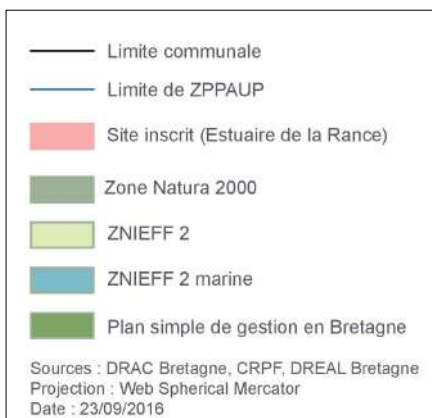 Limite communale
Limite de ZPPAUP
Site inscrit (Estuaire de la Rance)
Zone Natura 2000
ZNIEFF 2
ZNIEFF 2 marine
Plan simple de gestion en Bretagne
Sources : DRAC Bretagne, CRPF, DREAL Bretagne
Projection : Web Spherical Mercator
Date : 23/09/2016